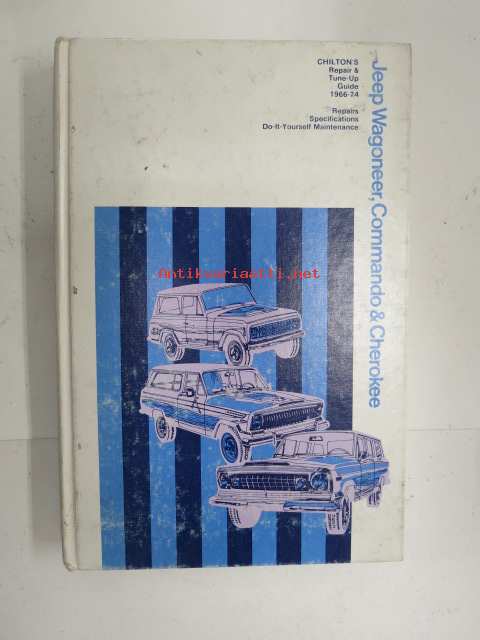 CHILTON'S
Repair &
Tune-Up
Guide
1966-74
Repairs
Specifications
Do-It-Yourself Maintenance
Jeep Wagoneer, Commando & Cherokee
Antikvariaatti.net